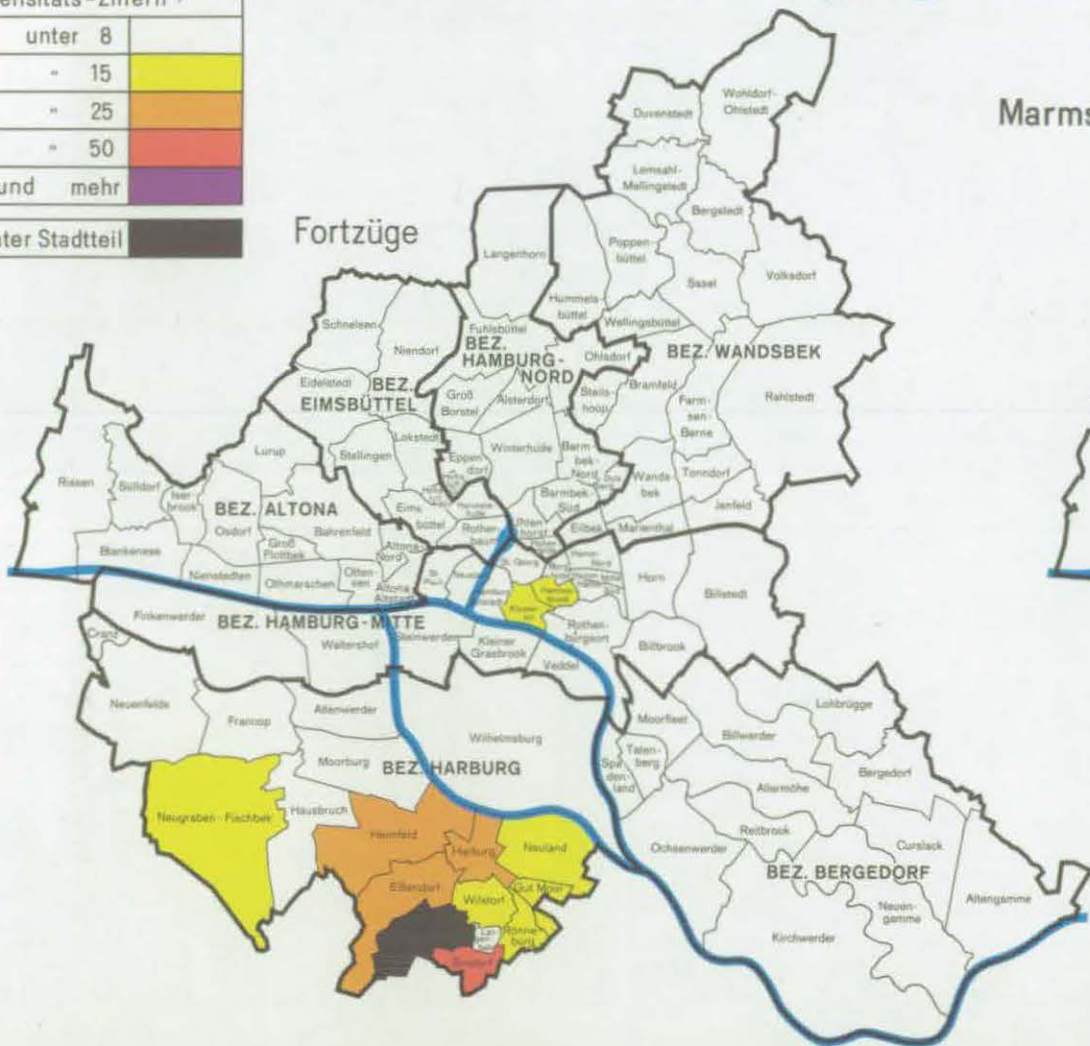 unter 8
" 15
" 25
" 50
und mehr
ter Stadtteil
Fortzüge
Marms
Duvenstedt
Wohldorf-
Ohlstedt
Lemsahl-
Mellingstedt
Bergstedt
Langenhorn
Poppen-
büttel
Sasel
Volksdorf
Hummels-
büttel
Wellingsbüttel
Schnelsen
Niendorf
Fuhlsbüttel
BEZ.
HAMBURG-
NORD
Ohlsdorf
BEZ. WANDSBEK
Eidelstedt
BEZ.
EIMSBÜTTEL
Groß
Borstel
Alsterdorf
Steils-
hoop
Bramfeld
Farm-
sen-
Berne
Rahlstedt
Lokstedt
Stellingen
Lurup
Eppen
dorf
Winterhude
Barm-
bek-
Nord
Wands
bek
Tonndorf
Jenfeld
Rissen
Sülldorf
Iser
brook
BEZ. ALTONA
Osdorf
Groß
Flottbek
Bahrenfeld
Eims
büttel
Rother
baum
Uhlen
horst
Barmbek-
Süd
Eilbek
Marienthal
Blankenese
Nienstedten
Othmarschen
Otten-
sen
Altona-
Nord
Altona
Altstadt
St.
Pauli
St. Georg
Horn
Billstedt
Finkenwerder
BEZ. HAMBURG-MITTE
Cranz
Waltershof
Steinwerder
Kleiner
Grasbrook
Veddel
Rothen-
burgsort
Billbrook
Neuenfelde
Francop
Altenwerder
Moorburg
Wilhelmsburg
BEZ. HARBURG
Moorfleet
Billwerder
Lohbrügge
Spa
den-
land
Taten-
berg
Allermöhe
Bergedorf
Neugraben-Fischbek
Hausbruch
Heimfeld
Harburg
Neuland
Ochsenwerder
Reitbrook
Curslack
BEZ. BERGEDORF
Altengamme
Eißendorf
Wilstorf
Gut Moor
Rönne-
burg
Neuen-
gamme
Kirchwerder
Sinstorf